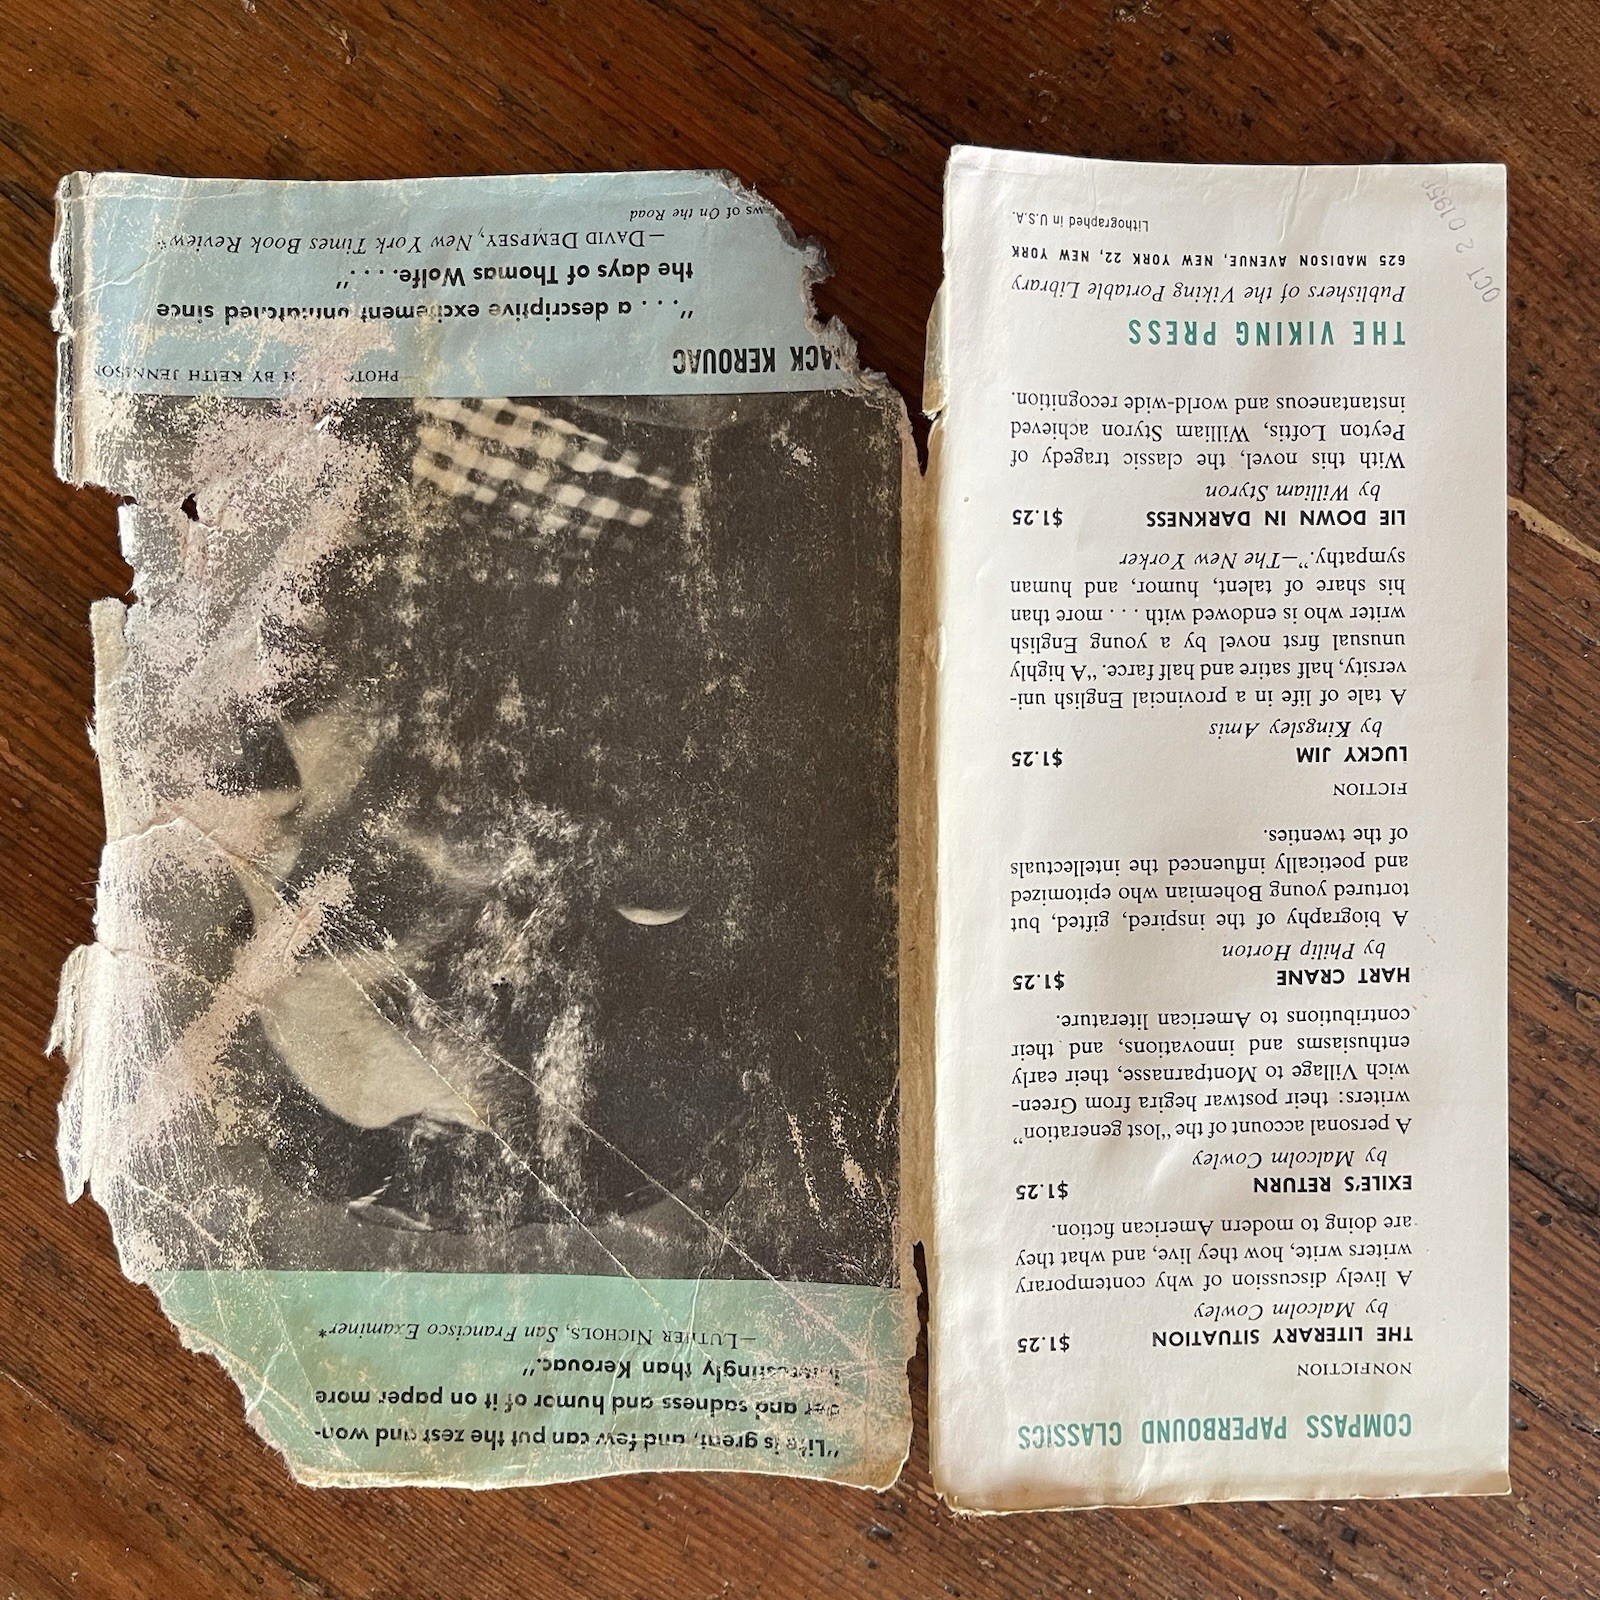 "Life is great, and few can put the zest and won-
der and sadness and humor of it on paper more
interestingly than Kerouac."
—LUTHER NICHOLS, San Francisco Examiner*
—PHOTO BY KEITH JENNISON
JACK KEROUAC
". . . a descriptive excitement unmatched since
the days of Thomas Wolfe. . . ."
—DAVID DEMPSEY, New York Times Book Review*
of On the Road
COMPASS PAPERBOUND CLASSICS
NONFICTION
THE LITERARY SITUATION $1.25
by Malcolm Cowley
A lively discussion of why contemporary
writers write, how they live, and what they
are doing to modern American fiction.
EXILE'S RETURN $1.25
by Malcolm Cowley
A personal account of the "lost generation"
writers: their postwar hegira from Green-
wich Village to Montparnasse, their early
enthusiasms and innovations, and their
contributions to American literature.
HART CRANE $1.25
by Philip Horton
A biography of the inspired, gifted, but
tortured young Bohemian who epitomized
and poetically influenced the intellectuals
of the twenties.
FICTION
LUCKY JIM $1.25
by Kingsley Amis
A tale of life in a provincial English uni-
versity, half satire and half farce. "A highly
unusual first novel by a young English
writer who is endowed with . . . more than
his share of talent, humor, and human
sympathy."—The New Yorker
LIE DOWN IN DARKNESS $1.25
by William Styron
With this novel, the classic tragedy of
Peyton Loftis, William Styron achieved
instantaneous and world-wide recognition.
THE VIKING PRESS
Publishers of the Viking Portable Library
625 MADISON AVENUE, NEW YORK 22, NEW YORK
Lithographed in U.S.A.
OCT 20 1959